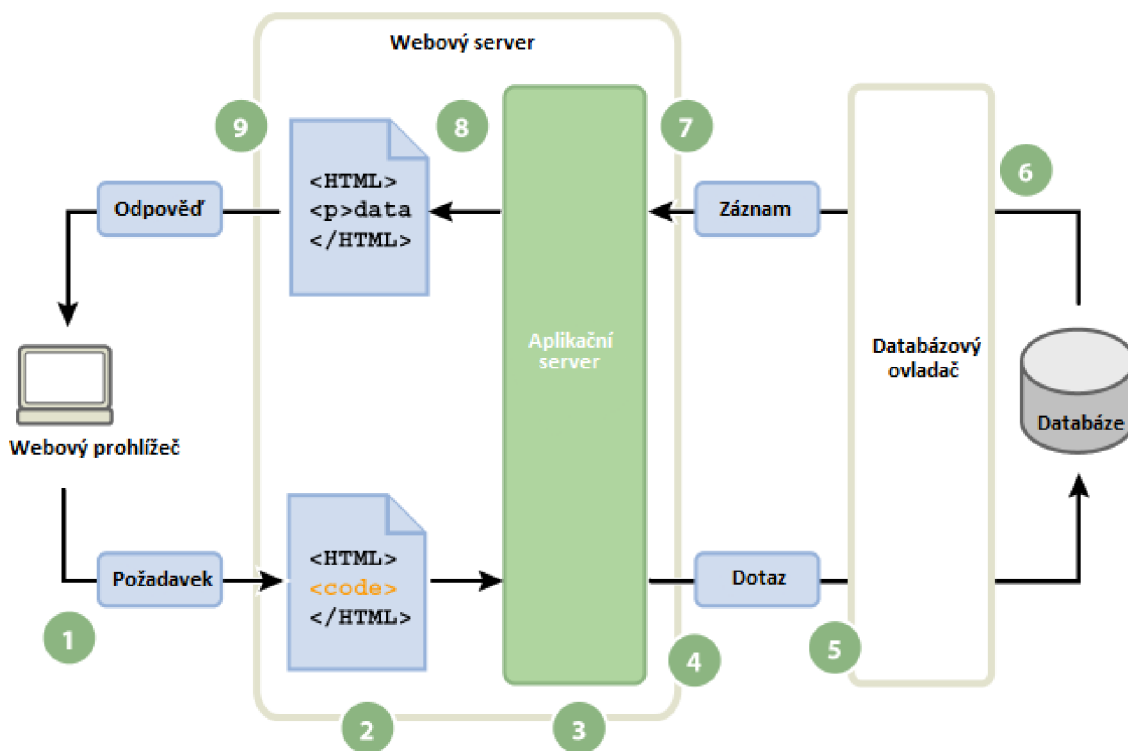 Webový server
9
8
7
6
<HTML>
<p>data
</HTML>
Odpověď
Záznam
Aplikační
server
Databázový
ovladač
Databáze
Webový prohlížeč
<HTML>
<code>
</HTML>
Požadavek
Dotaz
1
2
3
4
5